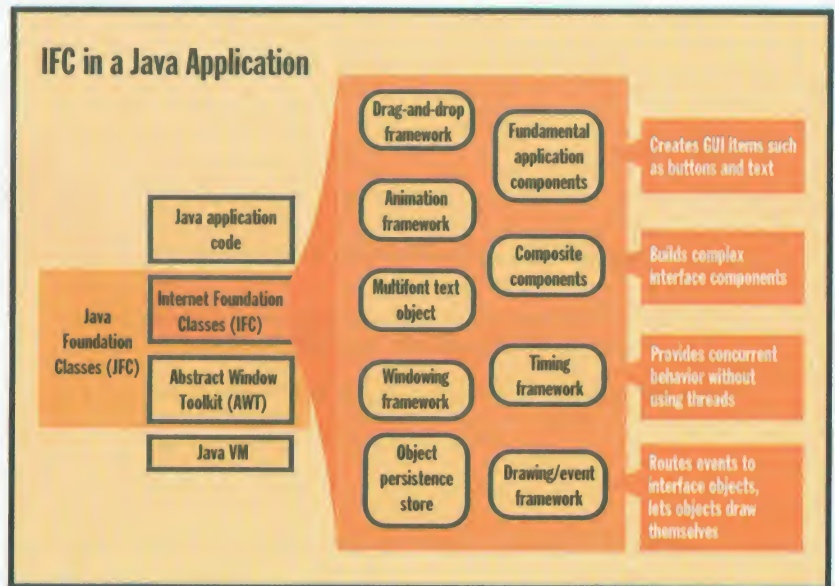 IFC in a Java Application
Java
Foundation
Classes (JFC)
Java application
code
Internet Foundation
Classes (IFC)
Abstract Window
Toolkit (AWT)
Java VM
Drag-and-drop
framework
Animation
framework
Multifont text
object
Windowing
framework
Object
persistence
store
Fundamental
application
components
Composite
components
Timing
framework
Drawing/event
framework
Creates GUI items such
as buttons and text
Builds complex
interface components
Provides concurrent
behavior without
using threads
Routes events to
interface objects,
lets objects draw
themselves